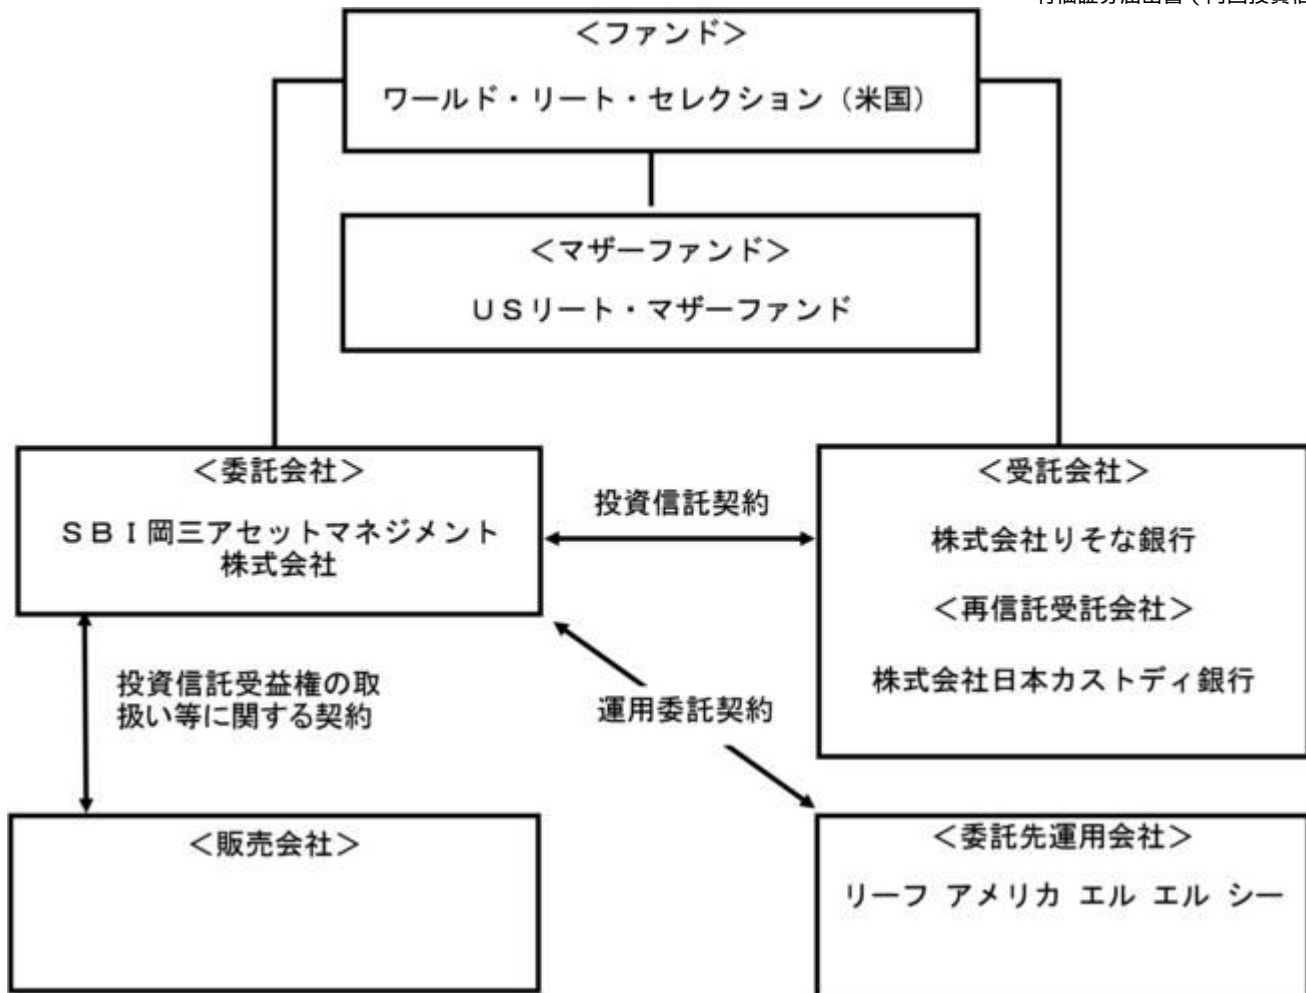 ＜ファンド＞
ワールド・リート・セレクション（米国）
＜マザーファンド＞
ＵＳリート・マザーファンド
＜委託会社＞
ＳＢＩ岡三アセットマネジメント
株式会社
投資信託契約
＜受託会社＞
株式会社りそな銀行
＜再信託受託会社＞
株式会社日本カストディ銀行
投資信託受益権の取
扱い等に関する契約
運用委託契約
＜販売会社＞
＜委託先運用会社＞
リーフ アメリカ エル エル シー